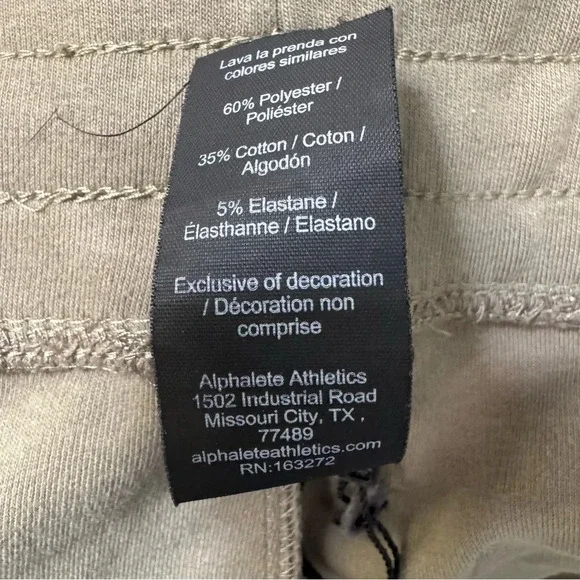 Lava la prenda con
colores similares
60% Polyester /
Poliéster
35% Cotton / Coton /
Algodón
5% Elastane /
Élasthanne / Elastano
Exclusive of decoration
/ Décoration non
comprise
Alphalete Athletics
1502 Industrial Road
Missouri City, TX ,
77489
alphaleteathletics.com
RN:163272